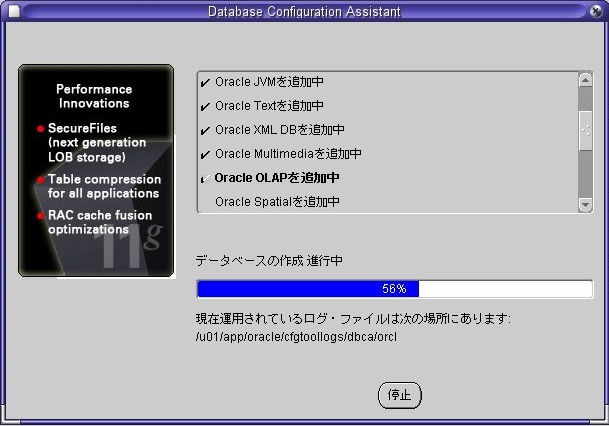 Database Configuration Assistant
Performance
Innovations
SecureFiles
(next generation
LOB storage)
Table compression
for all applications
RAC cache fusion
optimizations
11g
Oracle JVMを追加中
Oracle Textを追加中
Oracle XML DBを追加中
Oracle Multimediaを追加中
Oracle OLAPを追加中
Oracle Spatialを追加中
データベースの作成 進行中
56%
現在運用されているログ・ファイルは次の場所にあります:
/u01/app/oracle/cfgtoollogs/dbca/orcl
停止